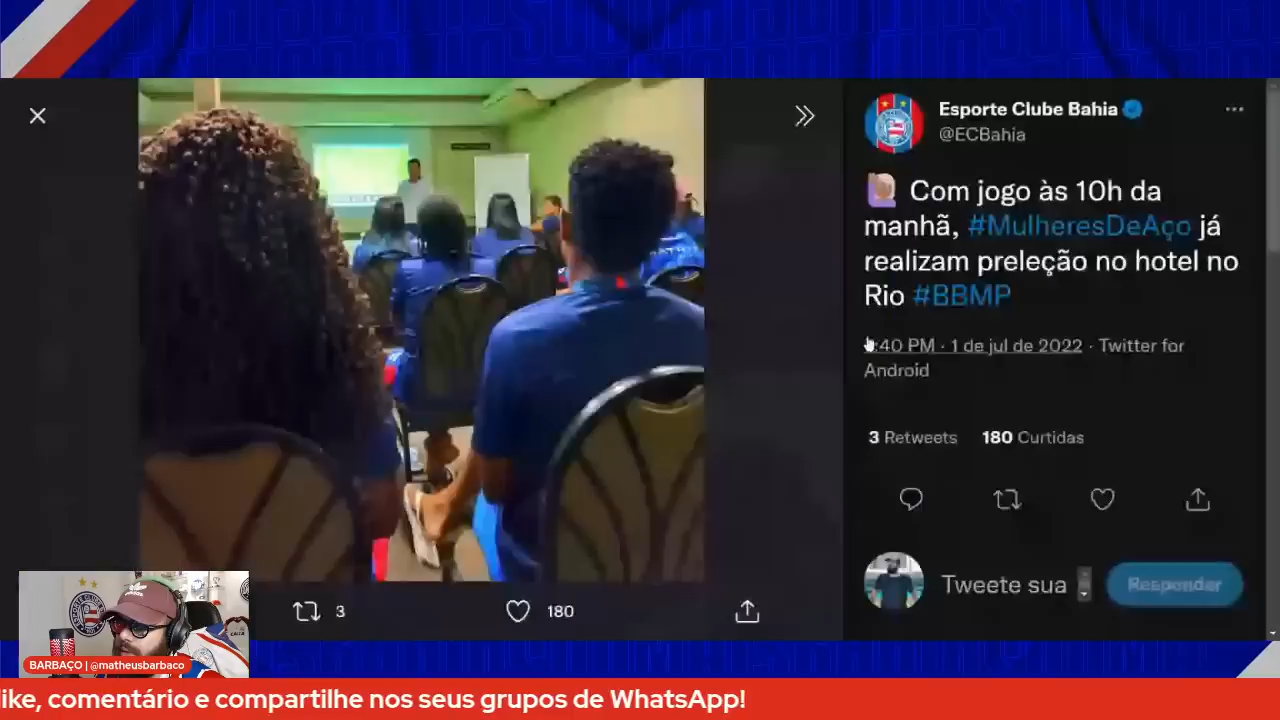 Esporte Clube Bahia
@ECBahia
Com jogo às 10h da
manhã, #MulheresDeAço já
realizam preleção no hotel no
Rio #BBMP
:40 PM · 1 de jul de 2022 · Twitter for
Android
3 Retweets 180 Curtidas
Tweete sua
Responder
3
180
BARBAÇO | @matheusbarbaco
like, comentário e compartilhe nos seus grupos de WhatsApp!